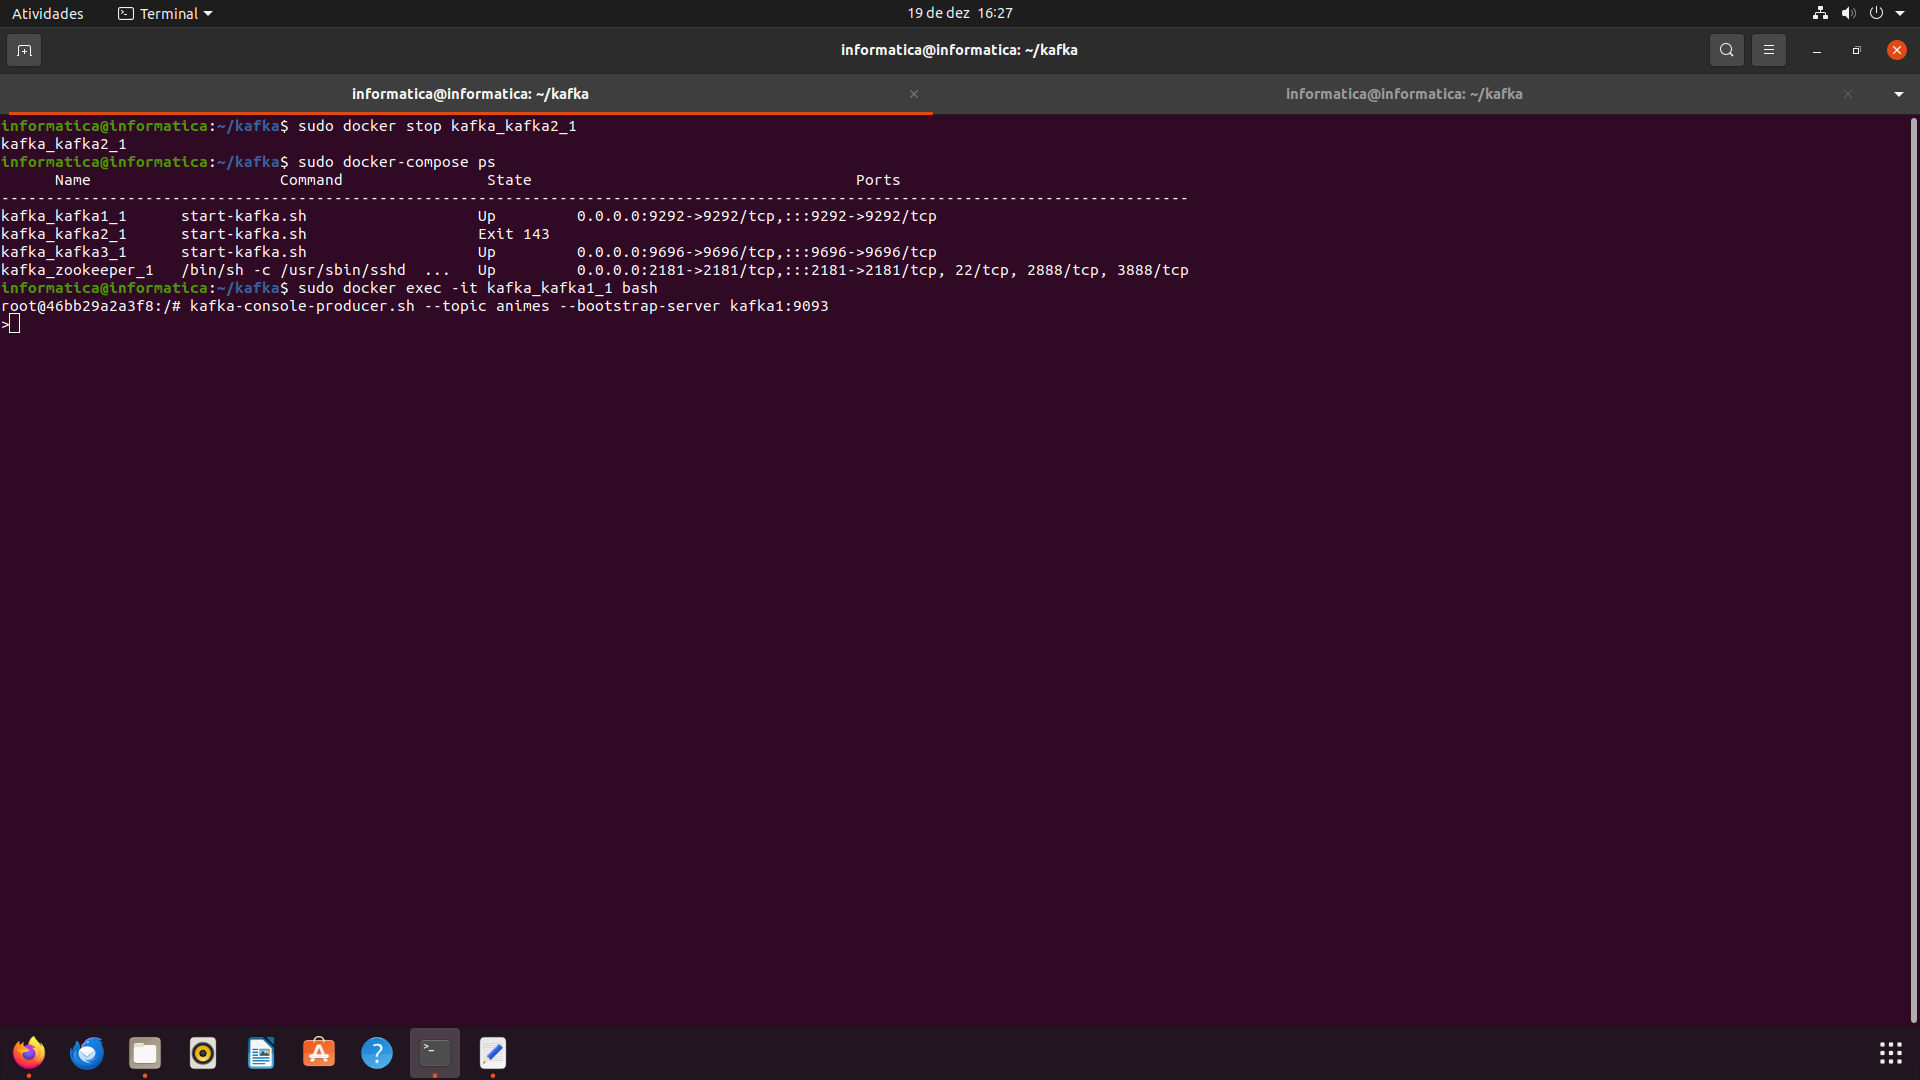 Atividades Terminal 19 de dez 16:27
informatica@informatica: ~/kafka
informatica@informatica: ~/kafka informatica@informatica: ~/kafka
informatica@informatica:~/kafka$ sudo docker stop kafka_kafka2_1
kafka_kafka2_1
informatica@informatica:~/kafka$ sudo docker-compose ps
Name Command State Ports
------------------------------------------------------------------------------------------------------------------------------------
kafka_kafka1_1 start-kafka.sh Up 0.0.0.0:9292->9292/tcp,:::9292->9292/tcp
kafka_kafka2_1 start-kafka.sh Exit 143
kafka_kafka3_1 start-kafka.sh Up 0.0.0.0:9696->9696/tcp,:::9696->9696/tcp
kafka_zookeeper_1 /bin/sh -c /usr/sbin/sshd ... Up 0.0.0.0:2181->2181/tcp,:::2181->2181/tcp, 22/tcp, 2888/tcp, 3888/tcp
informatica@informatica:~/kafka$ sudo docker exec -it kafka_kafka1_1 bash
root@46bb29a2a3f8:/# kafka-console-producer.sh --topic animes --bootstrap-server kafka1:9093
>